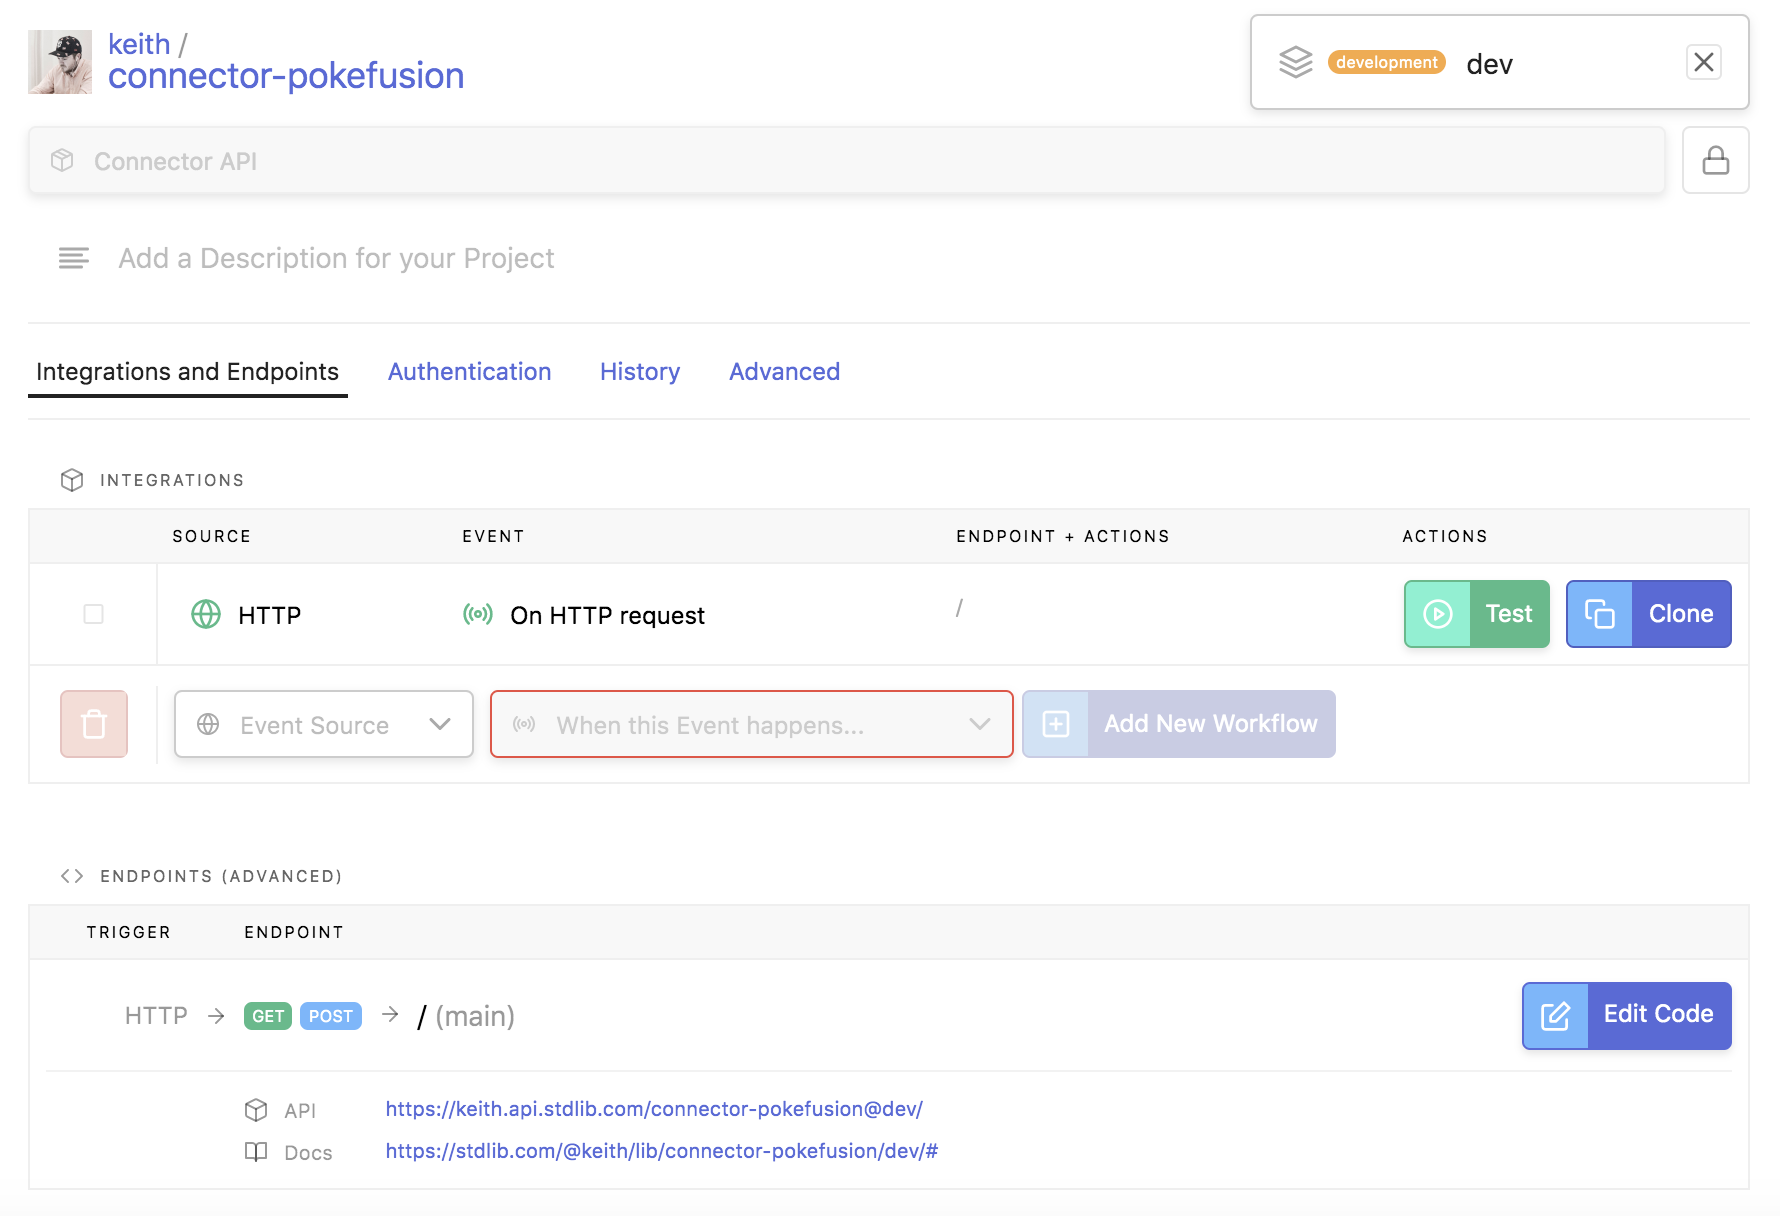 keith /
connector-pokefusion
development dev
Connector API
Add a Description for your Project
Integrations and Endpoints Authentication History Advanced
INTEGRATIONS
SOURCE EVENT ENDPOINT + ACTIONS ACTIONS
HTTP On HTTP request / Test Clone
Event Source When this Event happens... Add New Workflow
ENDPOINTS (ADVANCED)
TRIGGER ENDPOINT
HTTP → GET POST → / (main) Edit Code
API https://keith.api.stdlib.com/connector-pokefusion@dev/
Docs https://stdlib.com/@keith/lib/connector-pokefusion/dev/#